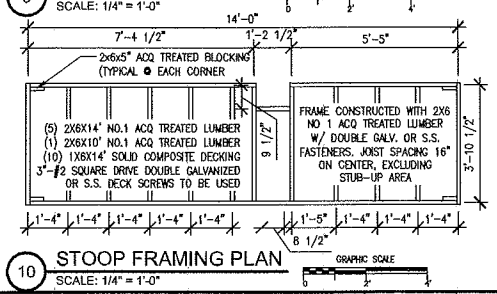 SCALE: 1/4" = 1'-0"
0 1' 2' 4'
14'-0"
7'-4 1/2" 1'-2 1/2" 5'-5"
2x6x5" ACQ TREATED BLOCKING
(TYPICAL @ EACH CORNER
(5) 2X6X14' NO.1 ACQ TREATED LUMBER
(1) 2X6X10' NO.1 ACQ TREATED LUMBER
(10) 1X6X14' SOLID COMPOSITE DECKING
3"-#2 SQUARE DRIVE DOUBLE GALVANIZED
OR S.S. DECK SCREWS TO BE USED
9 1/2"
FRAME CONSTRUCTED WITH 2X6
NO 1 ACQ TREATED LUMBER
W/ DOUBLE GALV. OR S.S.
FASTENERS. JOIST SPACING 16"
ON CENTER, EXCLUDING
STUB-UP AREA
3'-10 1/2"
1'-4" 1'-4" 1'-4" 1'-4" 1'-4" 1'-5" 1'-4" 1'-4" 1'-4"
8 1/2"
10 STOOP FRAMING PLAN
SCALE: 1/4" = 1'-0"
GRAPHIC SCALE
2' 4'